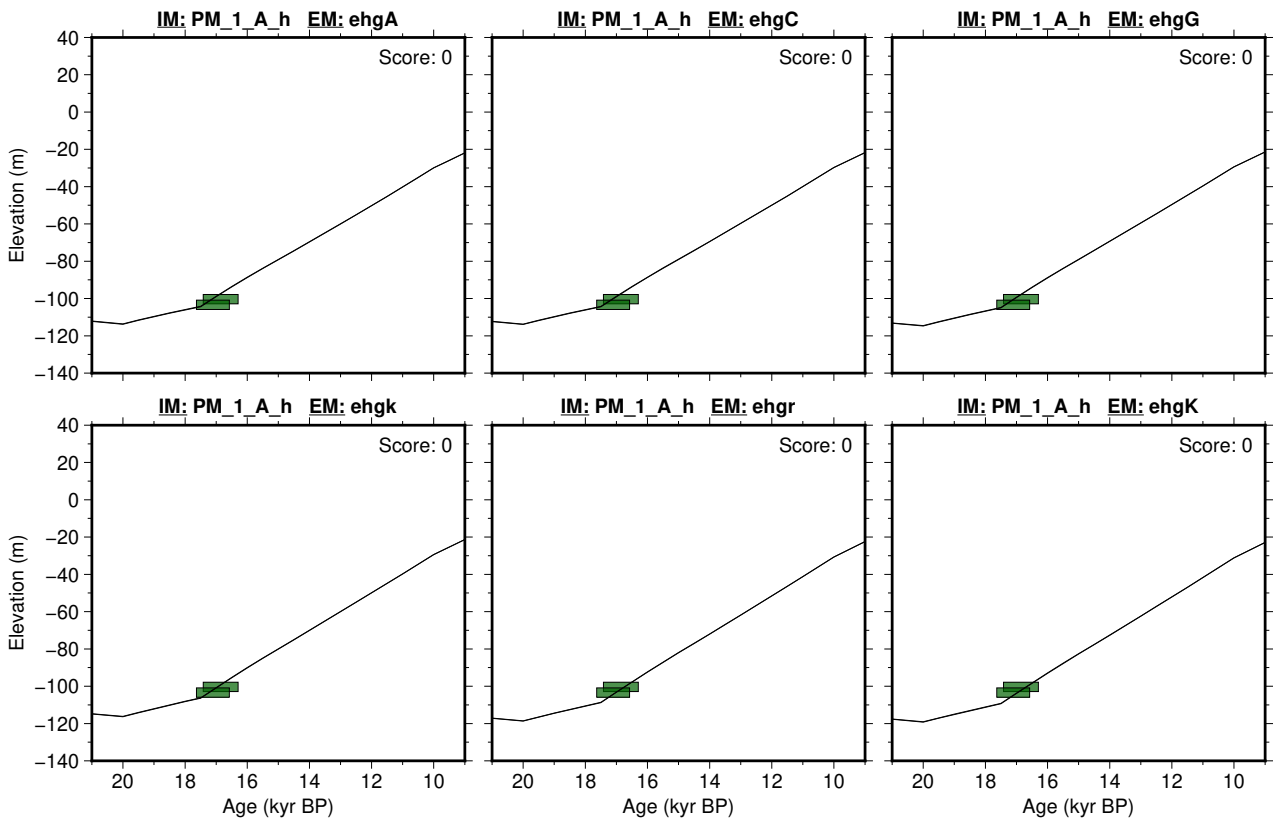 IM: PM_1_A_h EM: ehgA
IM: PM_1_A_h EM: ehgC
IM: PM_1_A_h EM: ehgG
Score: 0
Score: 0
Score: 0
Elevation (m)
40
20
0
−20
−40
−60
−80
−100
−120
−140
IM: PM_1_A_h EM: ehgk
IM: PM_1_A_h EM: ehgr
IM: PM_1_A_h EM: ehgK
Score: 0
Score: 0
Score: 0
Elevation (m)
40
20
0
−20
−40
−60
−80
−100
−120
−140
20 18 16 14 12 10
20 18 16 14 12 10
20 18 16 14 12 10
Age (kyr BP)
Age (kyr BP)
Age (kyr BP)